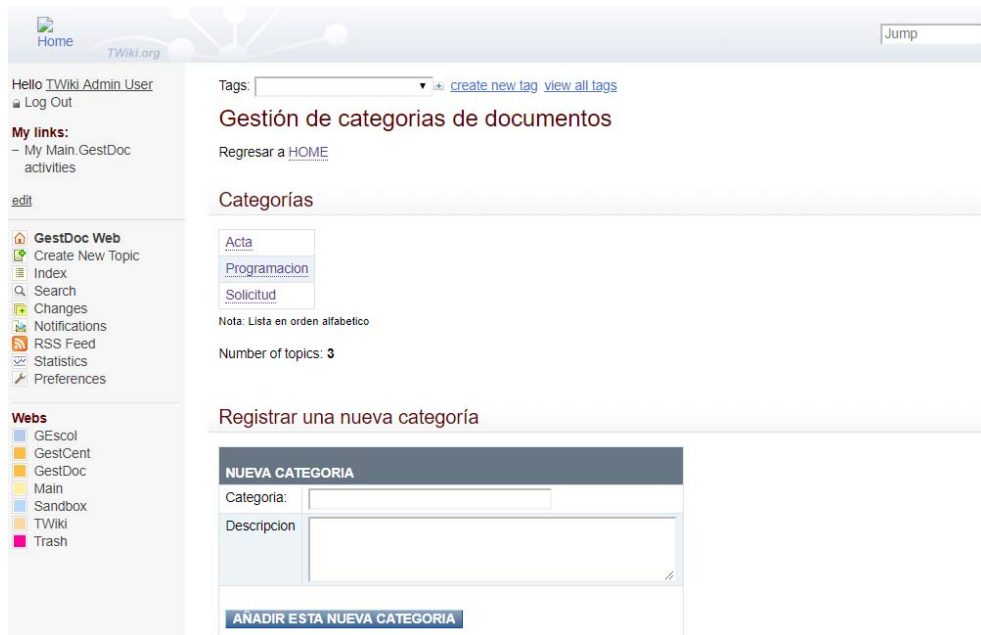 Home
TWiki.org
Jump
Hello TWiki Admin User
Log Out
My links:
– My Main.GestDoc
activities
edit
GestDoc Web
Create New Topic
Index
Search
Changes
Notifications
RSS Feed
Statistics
Preferences
Webs
GEscol
GestCent
GestDoc
Main
Sandbox
TWiki
Trash
Tags:
create new tag view all tags
Gestión de categorias de documentos
Regresar a HOME
Categorías
Acta
Programacion
Solicitud
Nota: Lista en orden alfabetico
Number of topics: 3
Registrar una nueva categoría
NUEVA CATEGORIA
Categoria:
Descripcion
AÑADIR ESTA NUEVA CATEGORIA